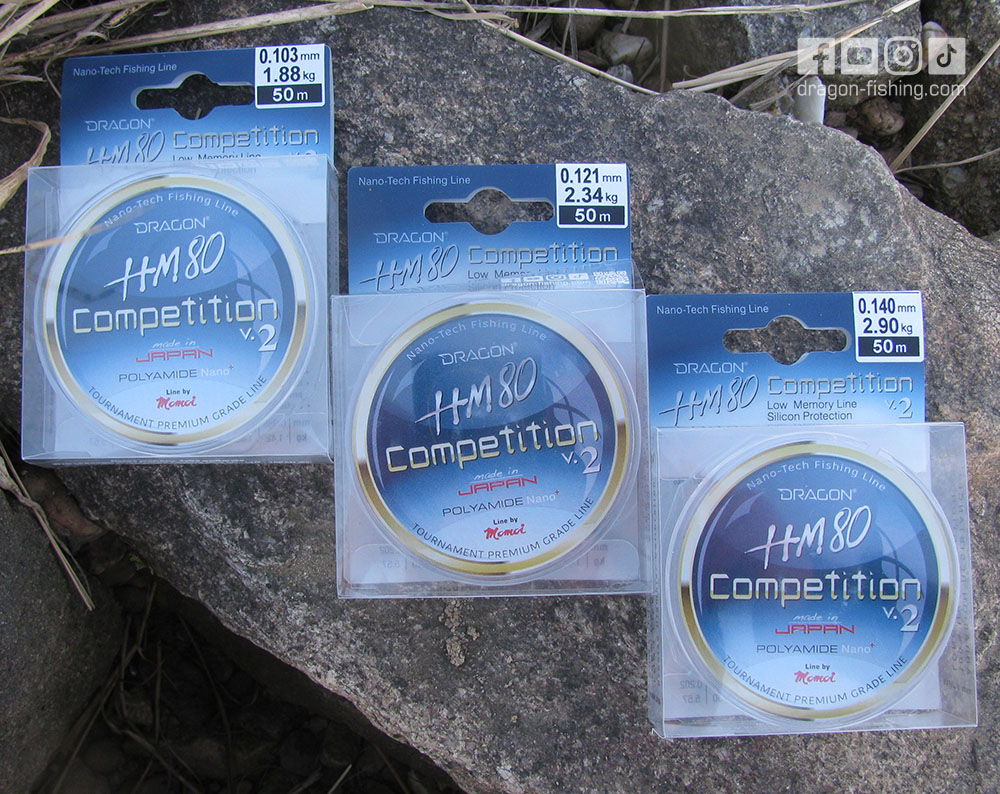 dragon-fishing.com
Nano-Tech Fishing Line
0.103 mm
1.88 kg
50 m
DRAGON®
HM80 Competition
Low Memory Line
Nano-Tech Fishing Line
DRAGON®
HM80
Competition
v.2
made in
JAPAN
POLYAMIDE Nano+
Line by
Momoi
TOURNAMENT PREMIUM GRADE LINE
Nano-Tech Fishing Line
0.121 mm
2.34 kg
50 m
DRAGON®
HM80 Competition
Low Memory Line
Silicon Protection
Nano-Tech Fishing Line
DRAGON®
HM80
Competition
v.2
made in
JAPAN
POLYAMIDE Nano+
Line by
Momoi
TOURNAMENT PREMIUM GRADE LINE
Nano-Tech Fishing Line
0.140 mm
2.90 kg
50 m
DRAGON®
HM80 Competition
Low Memory Line v.2
Silicon Protection
Nano-Tech Fishing Line
DRAGON®
HM80
Competition
v.2
made in
JAPAN
POLYAMIDE Nano+
Line by
Momoi
TOURNAMENT PREMIUM GRADE LINE